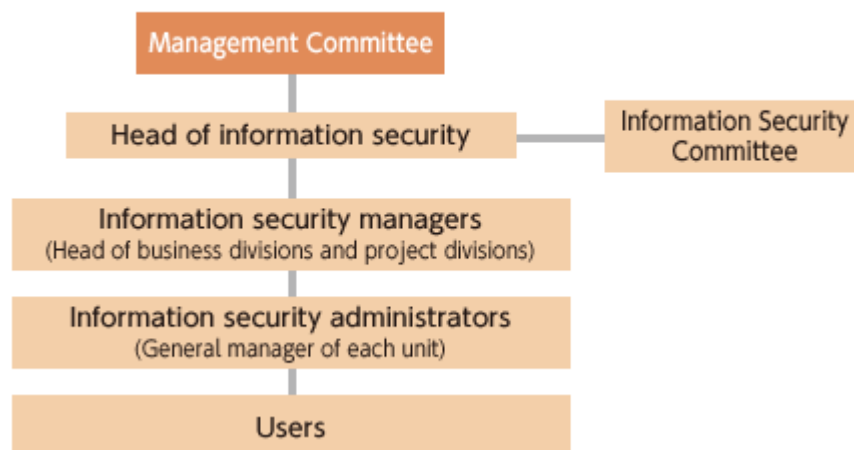 Management Committee
Head of information security
Information Security
Committee
Information security managers
(Head of business divisions and project divisions)
Information security administrators
(General manager of each unit)
Users